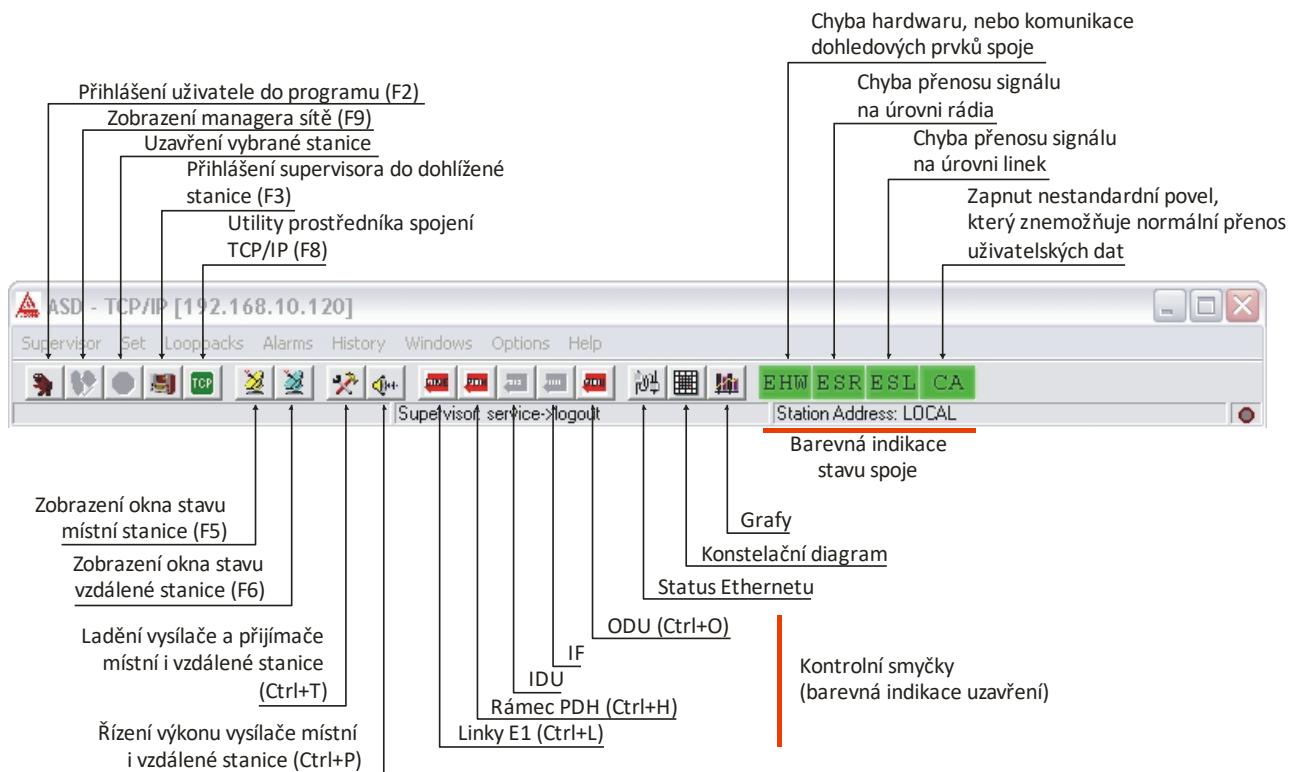 Chyba hardwaru, nebo komunikace
dohledových prvků spoje
Chyba přenosu signálu
na úrovni rádia
Chyba přenosu signálu
na úrovni linek
Zapnut nestandardní povel,
který znemožňuje normální přenos
uživatelských dat
Přihlášení uživatele do programu (F2)
Zobrazení managera sítě (F9)
Uzavření vybrané stanice
Přihlášení supervisora do dohlížené
stanice (F3)
Utility prostředníka spojení
TCP/IP (F8)
ASD - TCP/IP [192.168.10.120]
Supervisor Set Loopbacks Alarms History Windows Options Help
TCP
EHW ESR ESL CA
Supervisor: service->logout Station Address: LOCAL
Barevná indikace
stavu spoje
Zobrazení okna stavu
místní stanice (F5)
Zobrazení okna stavu
vzdálené stanice (F6)
Ladění vysílače a přijímače
místní i vzdálené stanice
(Ctrl+T)
Řízení výkonu vysílače místní
i vzdálené stanice (Ctrl+P)
Grafy
Konstelační diagram
Status Ethernetu
ODU (Ctrl+O)
IF
IDU
Rámec PDH (Ctrl+H)
Linky E1 (Ctrl+L)
Kontrolní smyčky
(barevná indikace uzavření)